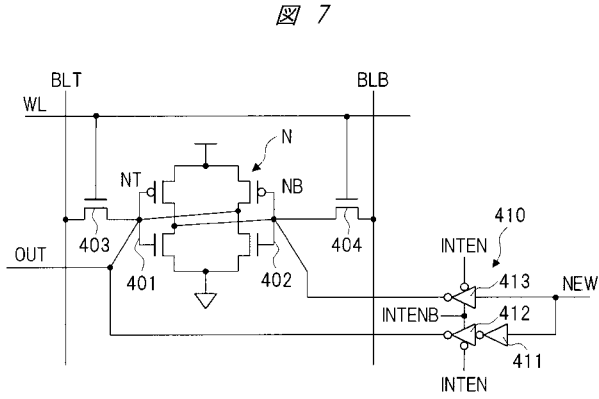 図 7
BLT
BLB
WL
N
NT
NB
403
401
402
404
OUT
INTEN
410
413
NEW
INTENB
412
411
INTEN